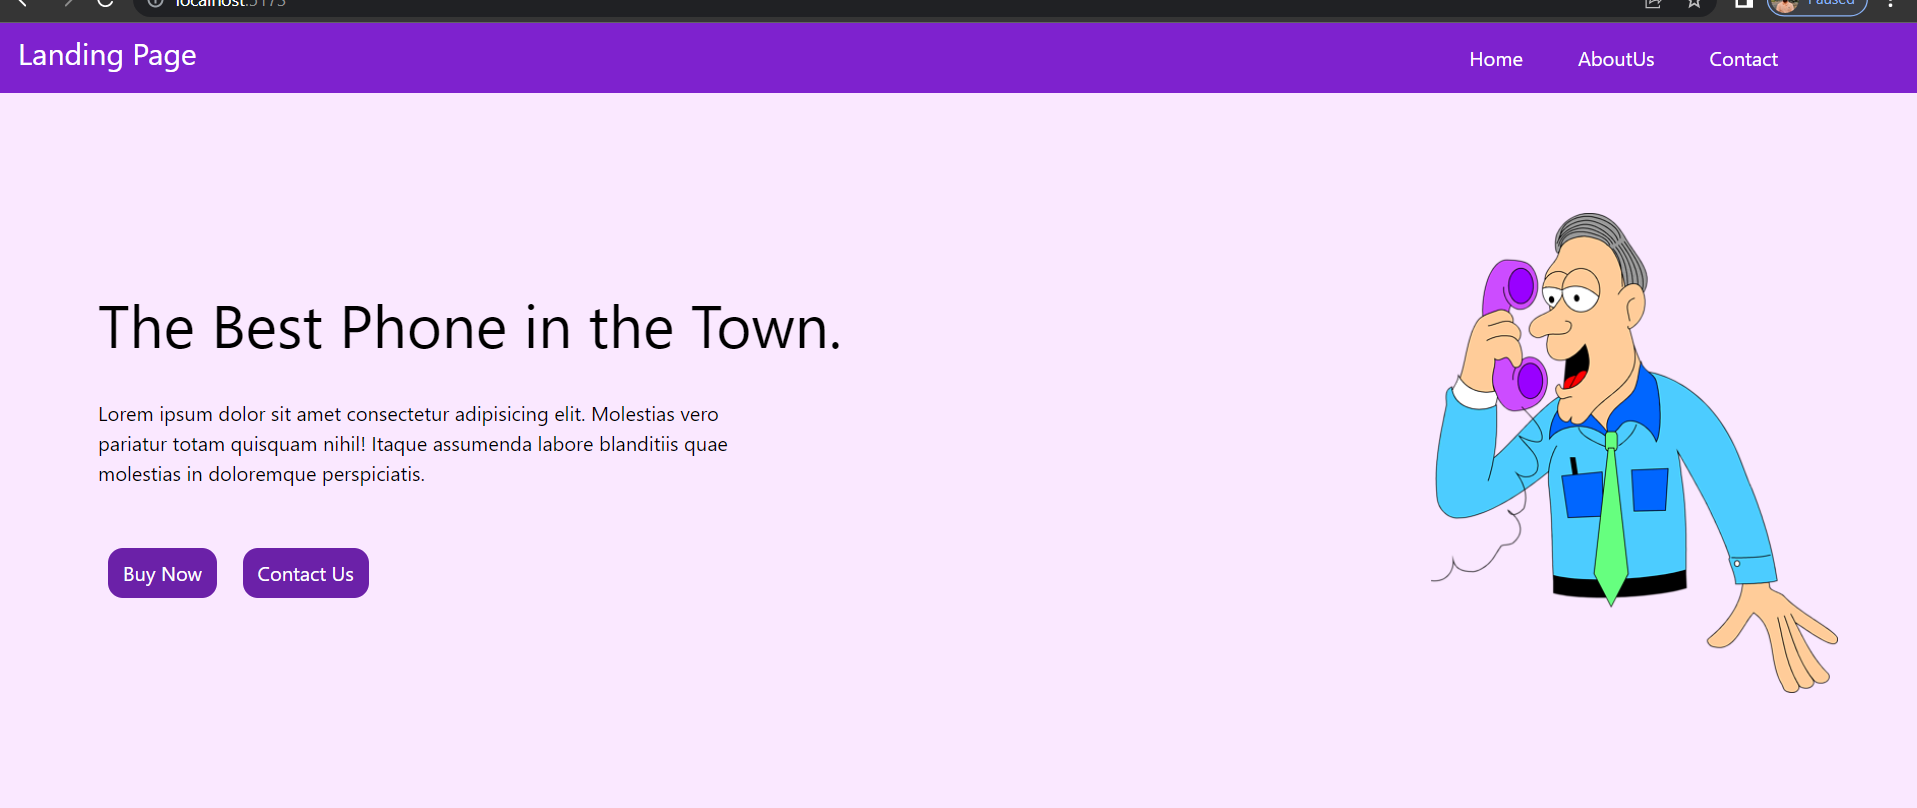 localhost:5173
Paused
Landing Page
Home AboutUs Contact
The Best Phone in the Town.
Lorem ipsum dolor sit amet consectetur adipisicing elit. Molestias vero
pariatur totam quisquam nihil! Itaque assumenda labore blanditiis quae
molestias in doloremque perspiciatis.
Buy Now Contact Us